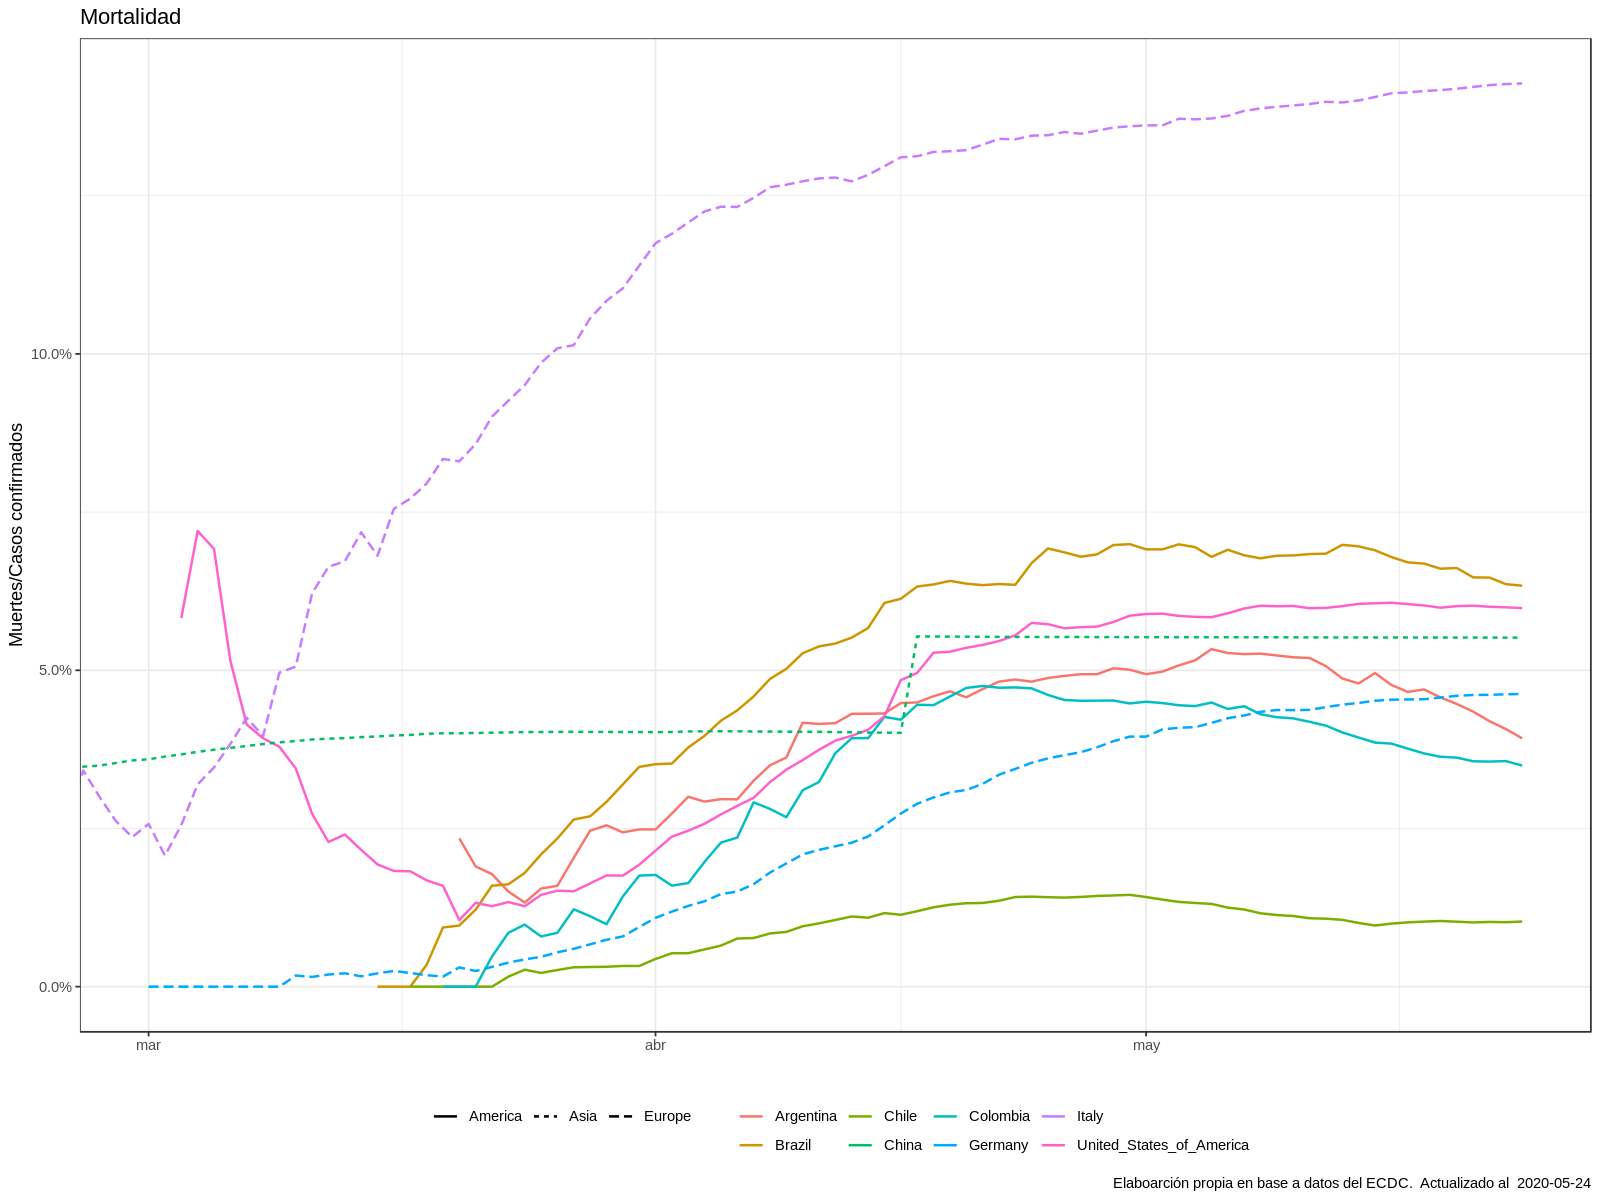 Mortalidad
Muertes/Casos confirmados
10.0%
5.0%
0.0%
mar abr may
America Asia Europe Argentina Chile Colombia Italy
Brazil China Germany United_States_of_America
Elaboarción propia en base a datos del ECDC. Actualizado al 2020-05-24